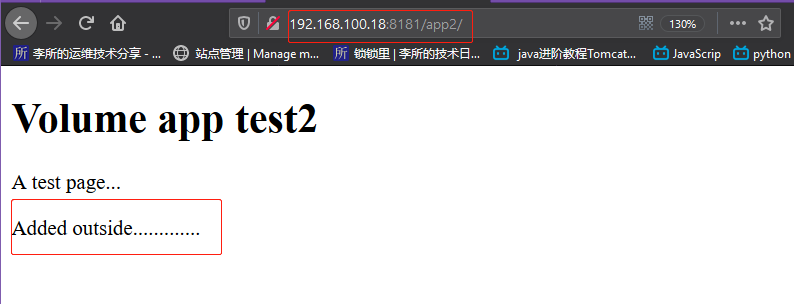 192.168.100.18:8181/app2/
130%
李所的运维技术分享 - ... 站点管理 | Manage m... 锁锁里 | 李所的技术日... java进阶教程Tomcat... JavaScrip python
Volume app test2
A test page...
Added outside.............